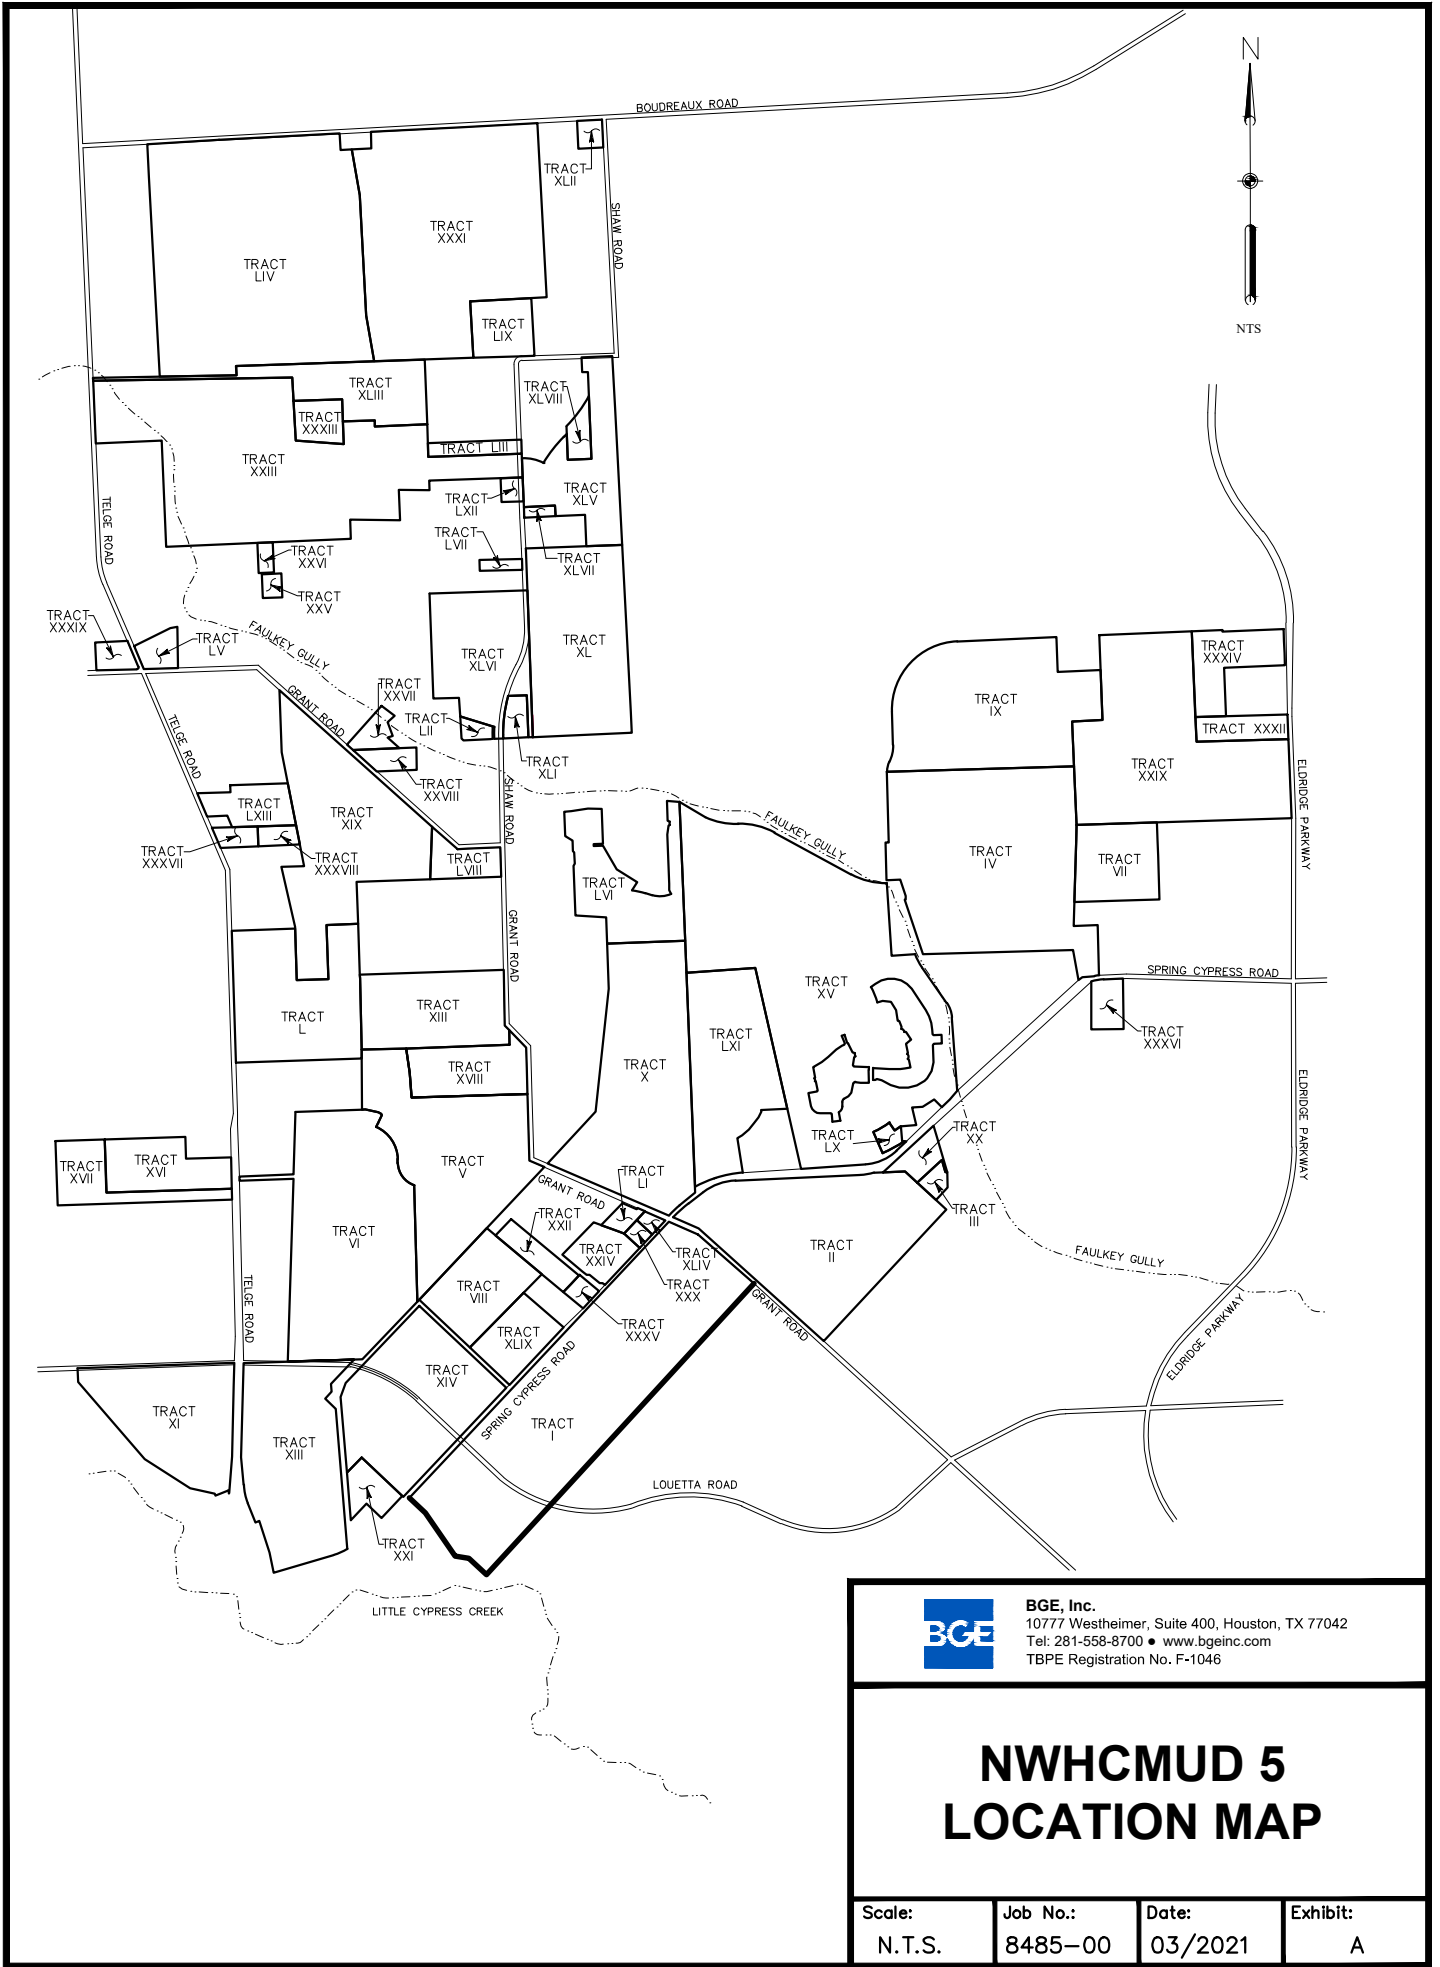 BOUDREAUX ROAD
N
NTS
TRACT
XLII
SHAW ROAD
TRACT
XXXI
TRACT
LIV
TRACT
LIX
TRACT
XLIII
TRACT
XLVIII
TRACT
XXXIII
TRACT LIII
TRACT
XXIII
TRACT
XLV
TRACT
LXII
TELGE ROAD
TRACT
LVII
TRACT
XXVI
TRACT
XLVII
TRACT
XXV
TRACT
XXXIX
TRACT
LV
FAULKEY GULLY
TRACT
XLVI
TRACT
XL
TRACT
XXXIV
TRACT
IX
GRANT ROAD
TRACT
XXVII
TRACT
LII
TRACT XXXII
TELGE ROAD
TRACT
XLI
TRACT
XXIX
ELDRIDGE PARKWAY
TRACT
XXVIII
SHAW ROAD
TRACT
LXIII
TRACT
XIX
FAULKEY GULLY
TRACT
XXXVII
TRACT
XXXVIII
TRACT
LVIII
TRACT
IV
TRACT
VII
TRACT
LVI
GRANT ROAD
SPRING CYPRESS ROAD
TRACT
XV
TRACT
L
TRACT
XIII
TRACT
LXI
TRACT
XXXVI
TRACT
XVIII
TRACT
X
ELDRIDGE PARKWAY
TRACT
XX
TRACT
LX
TRACT
XVII
TRACT
XVI
TRACT
V
GRANT ROAD
TRACT
LI
TRACT
III
TRACT
XXII
TRACT
VI
TRACT
II
TRACT
XXIV
TRACT
XLIV
FAULKEY GULLY
TELGE ROAD
TRACT
VIII
TRACT
XXX
GRANT ROAD
ELDRIDGE PARKWAY
TRACT
XLIX
TRACT
XXXV
TRACT
XIV
SPRING CYPRESS ROAD
TRACT
XI
TRACT
I
TRACT
XIII
LOUETTA ROAD
TRACT
XXI
LITTLE CYPRESS CREEK
BGE
BGE, Inc.
10777 Westheimer, Suite 400, Houston, TX 77042
Tel: 281-558-8700 ● www.bgeinc.com
TBPE Registration No. F-1046
NWHCMUD 5
LOCATION MAP
Scale:
N.T.S.
Job No.:
8485-00
Date:
03/2021
Exhibit:
A